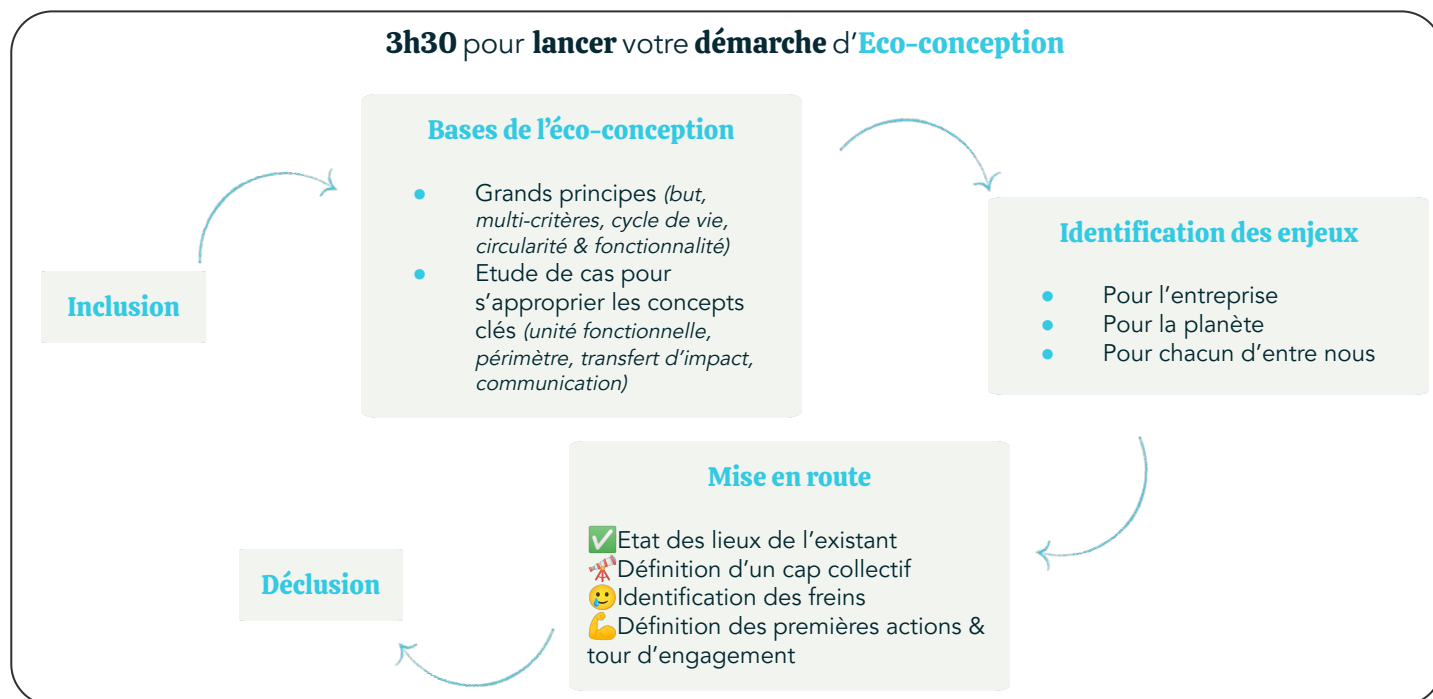 3h30 pour lancer votre démarche d'Eco-conception
Inclusion
Bases de l'éco-conception
● Grands principes (but,
multi-critères, cycle de vie,
circularité & fonctionnalité)
● Etude de cas pour
s'approprier les concepts
clés (unité fonctionnelle,
périmètre, transfert d'impact,
communication)
Identification des enjeux
● Pour l'entreprise
● Pour la planète
● Pour chacun d'entre nous
Mise en route
✅Etat des lieux de l'existant
🔭Définition d'un cap collectif
🥲Identification des freins
💪Définition des premières actions &
tour d'engagement
Déclusion